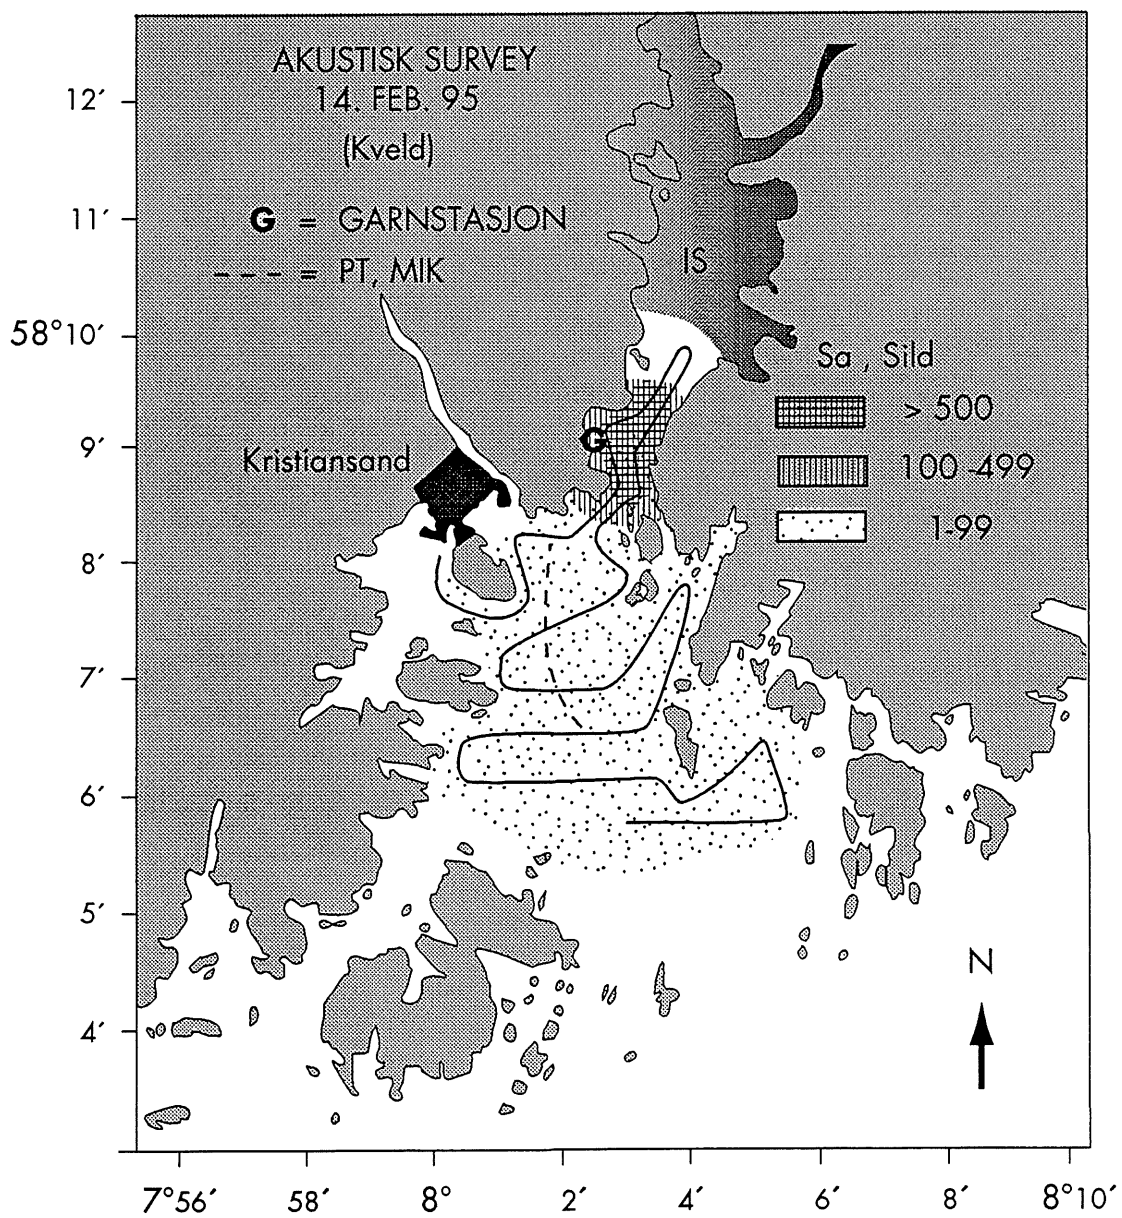 AKUSTISK SURVEY
14. FEB. 95
(Kveld)
G = GARNSTASJON
--- = PT, MIK
IS
Sa, Sild
> 500
100-499
1-99
G
Kristiansand
N
12´
11´
58°10´
9´
8´
7´
6´
5´
4´
7°56´ 58´ 8° 2´ 4´ 6´ 8´ 8°10´